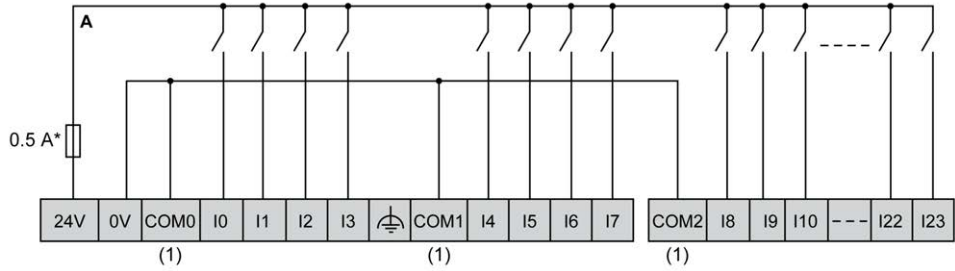 A
0.5 A*
24V 0V COM0 I0 I1 I2 I3 COM1 I4 I5 I6 I7 COM2 I8 I9 I10 I22 I23
(1) (1) (1)